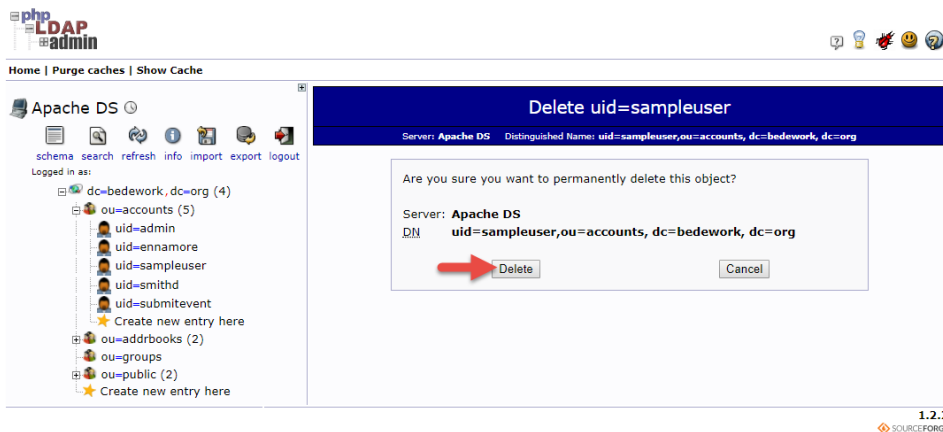 php
LDAP
admin
Home | Purge caches | Show Cache
Apache DS
schema search refresh info import export logout
Logged in as:
dc=bedework,dc=org (4)
ou=accounts (5)
uid=admin
uid=ennamore
uid=sampleuser
uid=smithd
uid=submitevent
Create new entry here
ou=addrbooks (2)
ou=groups
ou=public (2)
Create new entry here
Delete uid=sampleuser
Server: Apache DS Distinguished Name: uid=sampleuser,ou=accounts, dc=bedework, dc=org
Are you sure you want to permanently delete this object?
Server: Apache DS
DN uid=sampleuser,ou=accounts, dc=bedework, dc=org
Delete Cancel
1.2.
SOURCEFORG